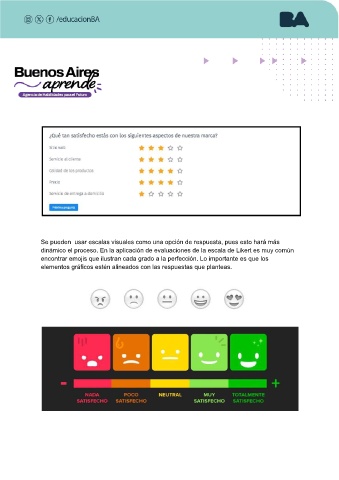 /educacionBA
BA
Buenos Aires
aprende
Agencia de Habilidades para el Futuro
¿Qué tan satisfecho estás con los siguientes aspectos de nuestra marca?
Sitio web
Servicio al cliente
Calidad de los productos
Precio
Servicio de entrega a domicilio
Se pueden usar escalas visuales como una opción de respuesta, pues esto hará más
dinámico el proceso. En la aplicación de evaluaciones de la escala de Likert es muy común
encontrar emojis que ilustran cada grado a la perfección. Lo importante es que los
elementos gráficos estén alineados con las respuestas que planteas.
- +
NADA SATISFECHO
POCO SATISFECHO
NEUTRAL
MUY SATISFECHO
TOTALMENTE SATISFECHO